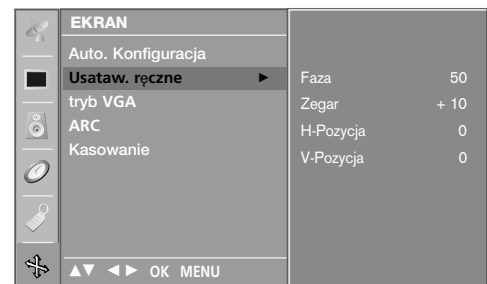 EKRAN
Auto. Konfiguracja
Usataw. ręczne ►
tryb VGA
ARC
Kasowanie
▲▼ ◄► OK MENU
Faza 50
Zegar + 10
H-Pozycja 0
V-Pozycja 0